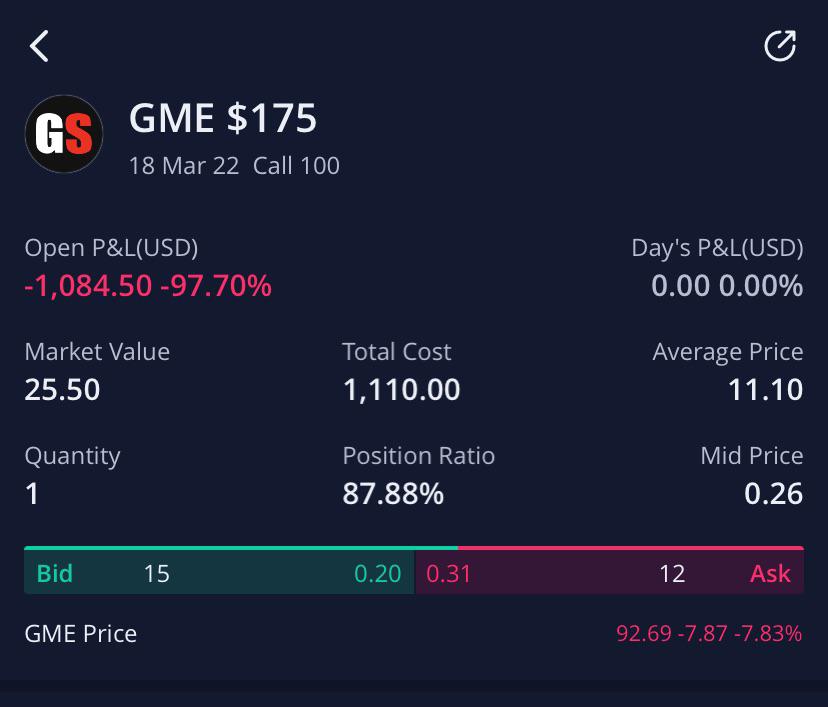 GS
GME $175
18 Mar 22 Call 100
Open P&L(USD) Day's P&L(USD)
-1,084.50 -97.70% 0.00 0.00%
Market Value Total Cost Average Price
25.50 1,110.00 11.10
Quantity Position Ratio Mid Price
1 87.88% 0.26
Bid 15 0.20 0.31 12 Ask
GME Price 92.69 -7.87 -7.83%